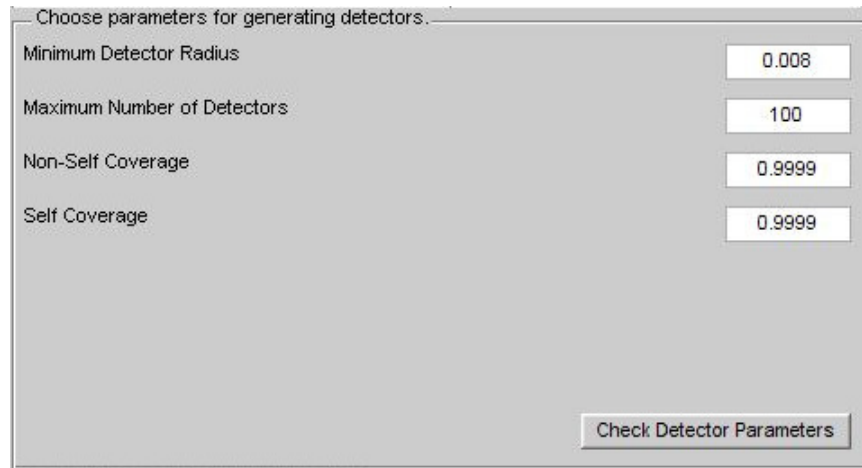 Choose parameters for generating detectors.
Minimum Detector Radius 0.008
Maximum Number of Detectors 100
Non-Self Coverage 0.9999
Self Coverage 0.9999
Check Detector Parameters